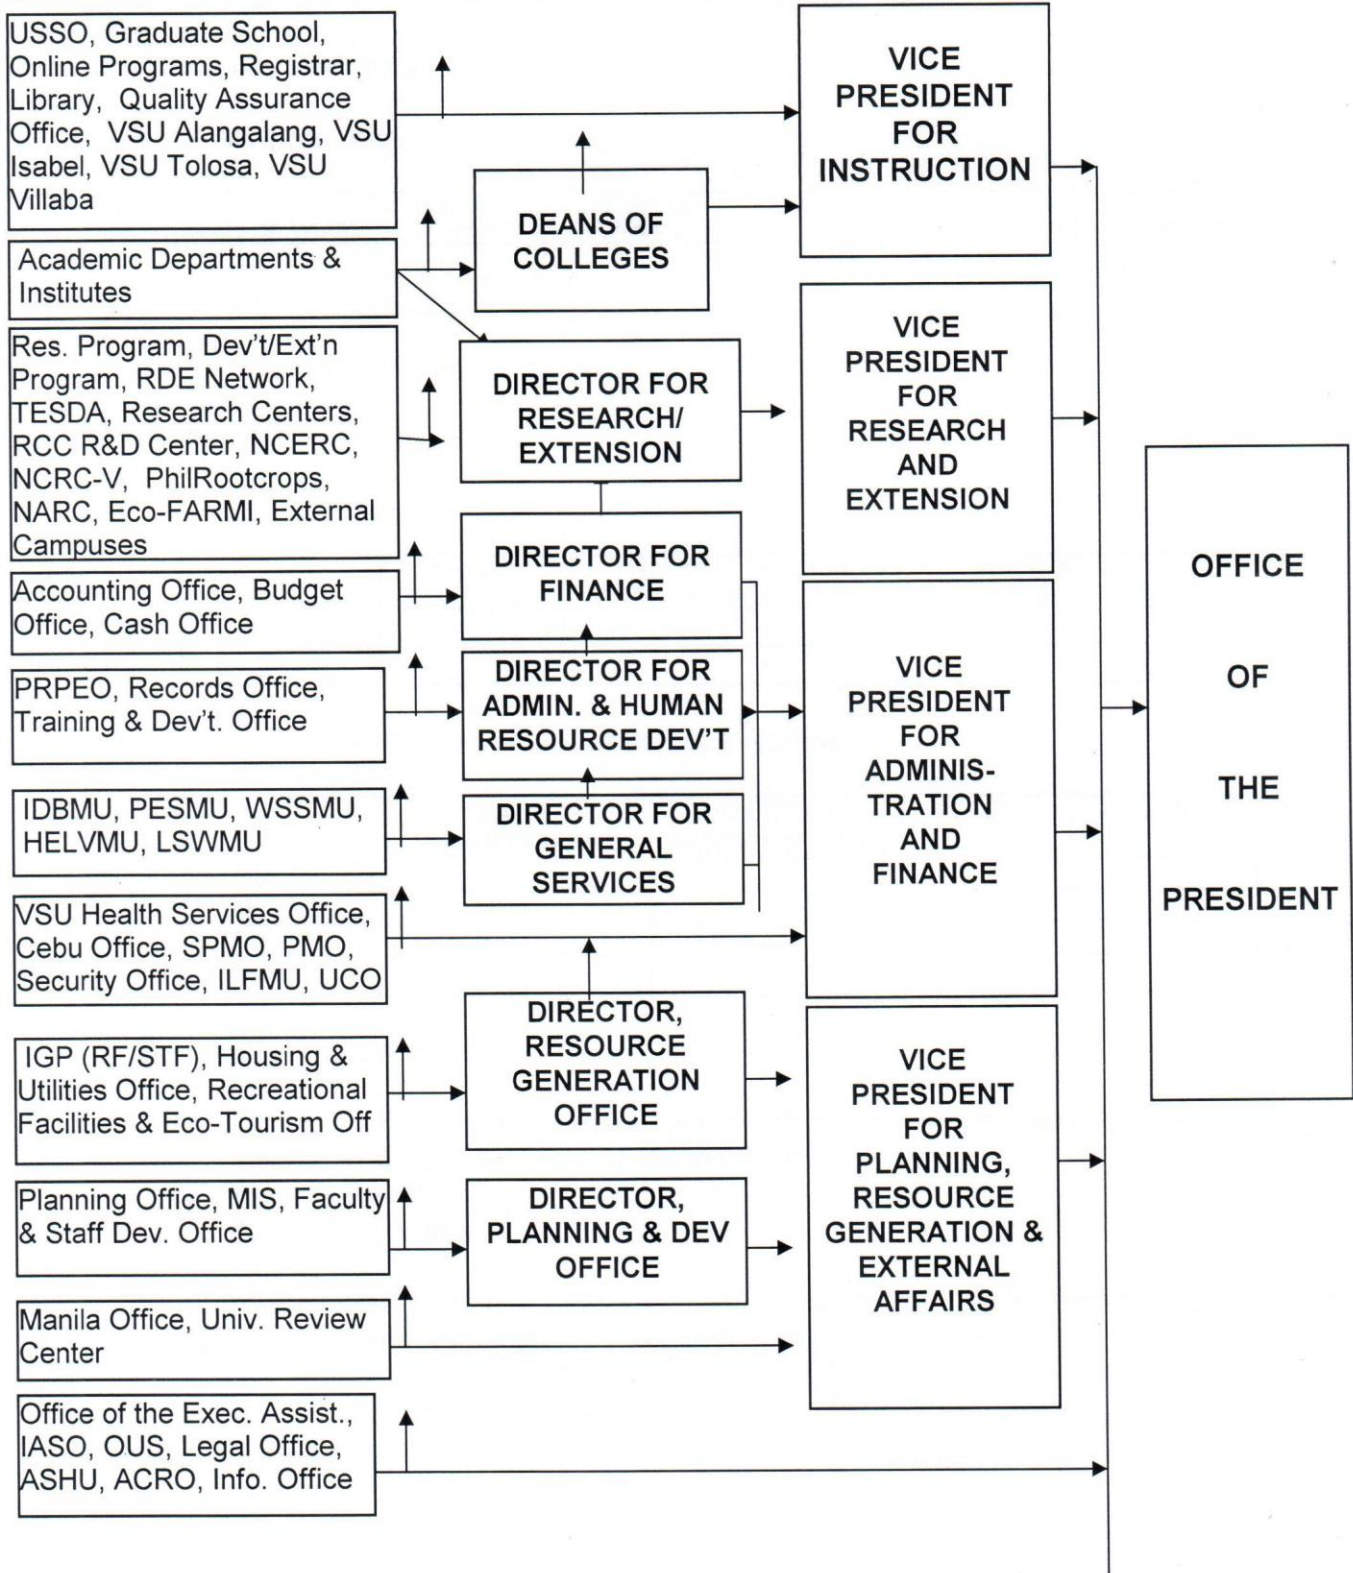 USSO, Graduate School,
Online Programs, Registrar,
Library, Quality Assurance
Office, VSU Alangalang, VSU
Isabel, VSU Tolosa, VSU
Villaba
Academic Departments &
Institutes
Res. Program, Dev't/Ext'n
Program, RDE Network,
TESDA, Research Centers,
RCC R&D Center, NCERC,
NCRC-V, PhilRootcrops,
NARC, Eco-FARMI, External
Campuses
Accounting Office, Budget
Office, Cash Office
PRPEO, Records Office,
Training & Dev't. Office
IDBMU, PESMU, WSSMU,
HELVMU, LSWMU
VSU Health Services Office,
Cebu Office, SPMO, PMO,
Security Office, ILFMU, UCO
IGP (RF/STF), Housing &
Utilities Office, Recreational
Facilities & Eco-Tourism Off
Planning Office, MIS, Faculty
& Staff Dev. Office
Manila Office, Univ. Review
Center
Office of the Exec. Assist.,
IASO, OUS, Legal Office,
ASHU, ACRO, Info. Office
DEANS OF
COLLEGES
DIRECTOR FOR
RESEARCH/
EXTENSION
DIRECTOR FOR
FINANCE
DIRECTOR FOR
ADMIN. & HUMAN
RESOURCE DEV'T
DIRECTOR FOR
GENERAL
SERVICES
DIRECTOR,
RESOURCE
GENERATION
OFFICE
DIRECTOR,
PLANNING & DEV
OFFICE
VICE
PRESIDENT
FOR
INSTRUCTION
VICE
PRESIDENT
FOR
RESEARCH
AND
EXTENSION
VICE
PRESIDENT
FOR
ADMINIS-
TRATION
AND
FINANCE
VICE
PRESIDENT
FOR
PLANNING,
RESOURCE
GENERATION &
EXTERNAL
AFFAIRS
OFFICE
OF
THE
PRESIDENT